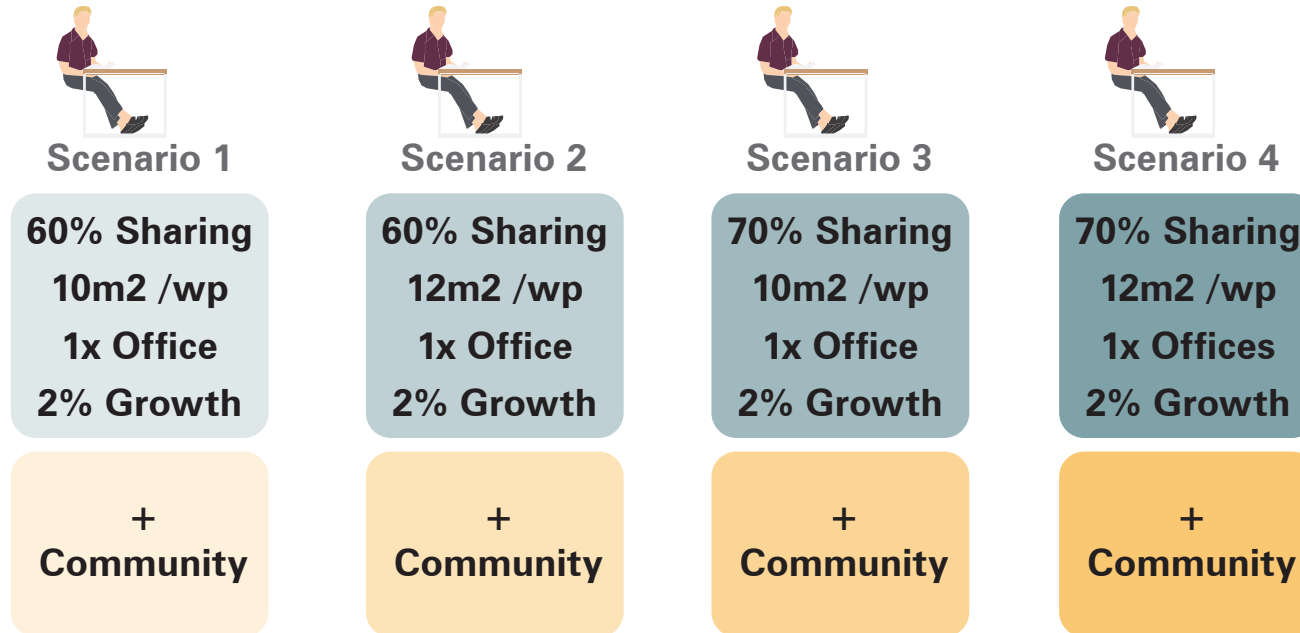 Scenario 1
60% Sharing
10m2 /wp
1x Office
2% Growth
+
Community
Scenario 2
60% Sharing
12m2 /wp
1x Office
2% Growth
+
Community
Scenario 3
70% Sharing
10m2 /wp
1x Office
2% Growth
+
Community
Scenario 4
70% Sharing
12m2 /wp
1x Offices
2% Growth
+
Community